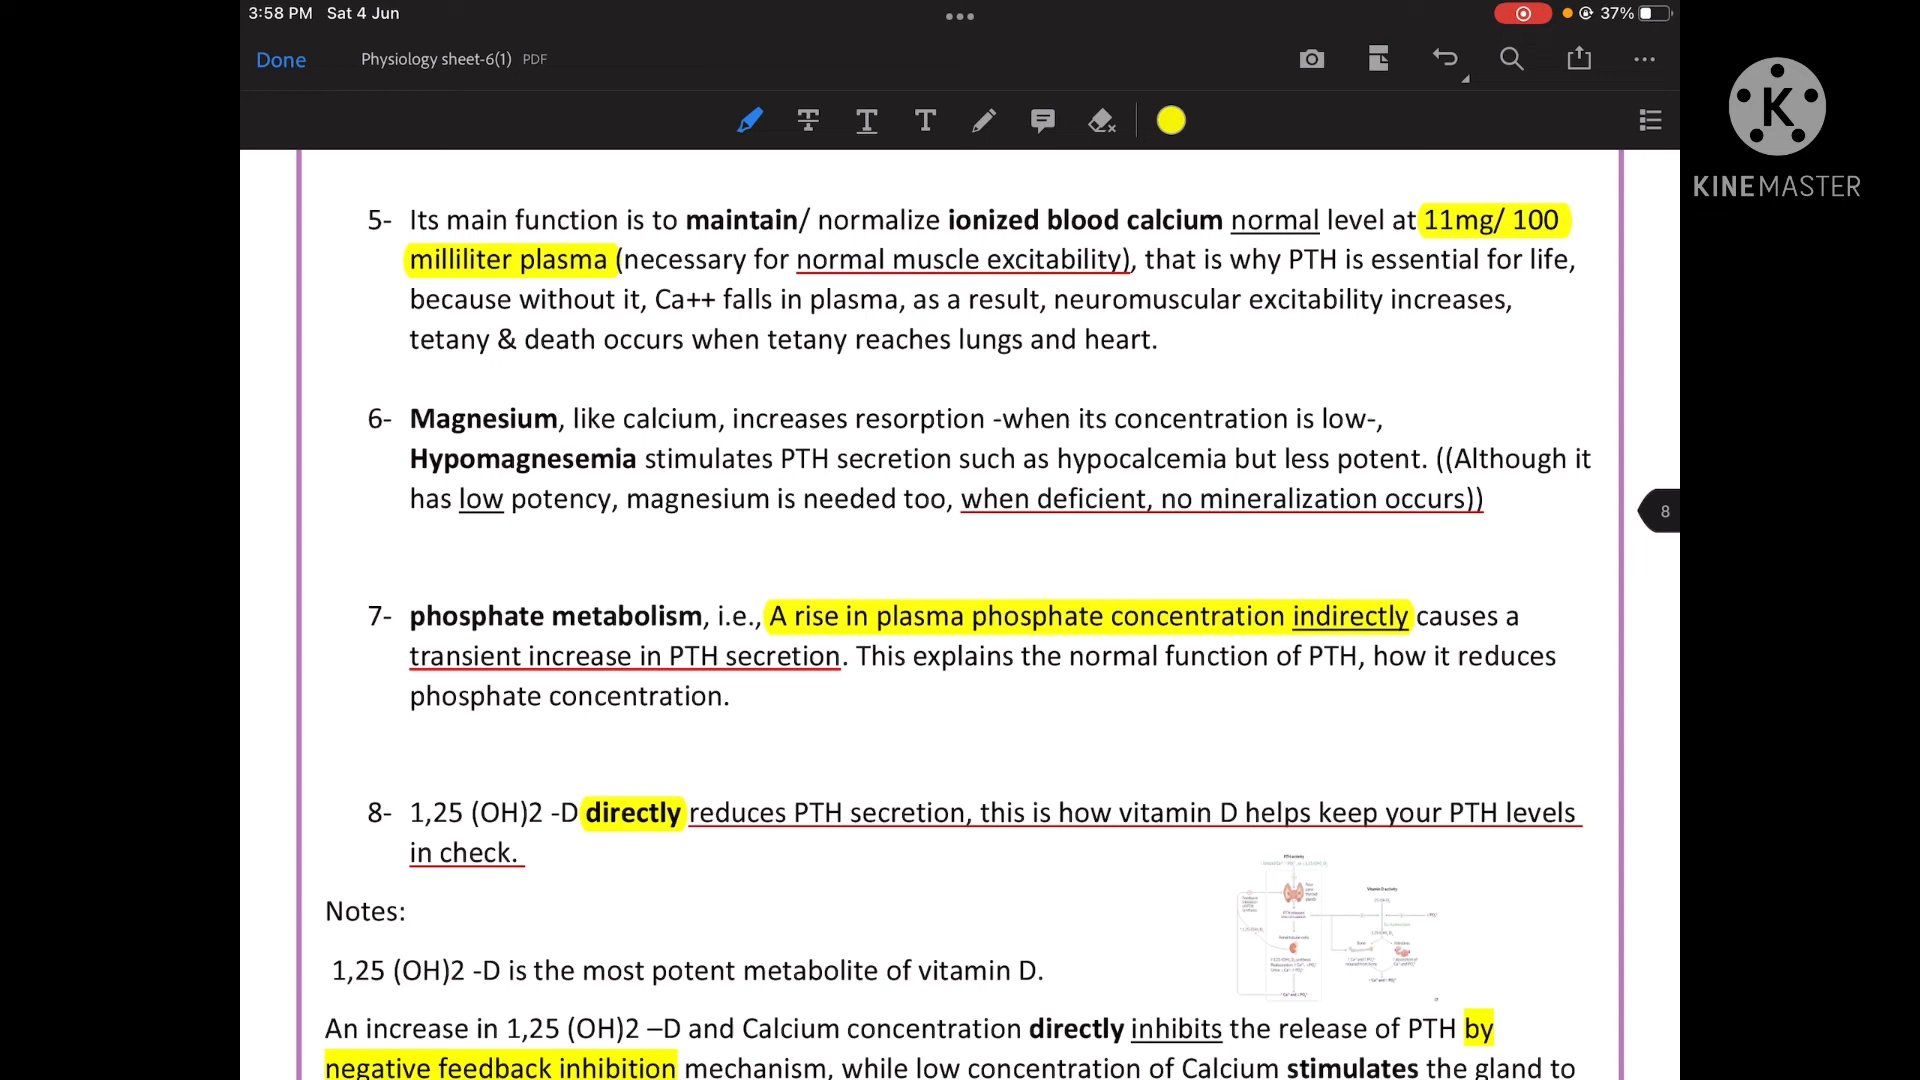 3:58 PM Sat 4 Jun
37%
Done
Physiology sheet-6(1) PDF
KINEMASTER
5- Its main function is to maintain/ normalize ionized blood calcium normal level at 11mg/ 100
milliliter plasma (necessary for normal muscle excitability), that is why PTH is essential for life,
because without it, Ca++ falls in plasma, as a result, neuromuscular excitability increases,
tetany & death occurs when tetany reaches lungs and heart.
6- Magnesium, like calcium, increases resorption -when its concentration is low-,
Hypomagnesemia stimulates PTH secretion such as hypocalcemia but less potent. ((Although it
has low potency, magnesium is needed too, when deficient, no mineralization occurs))
8
7- phosphate metabolism, i.e., A rise in plasma phosphate concentration indirectly causes a
transient increase in PTH secretion. This explains the normal function of PTH, how it reduces
phosphate concentration.
8- 1,25 (OH)2 -D directly reduces PTH secretion, this is how vitamin D helps keep your PTH levels
in check.
PTH activity
Vitamin D activity
Notes:
1,25 (OH)2 -D is the most potent metabolite of vitamin D.
An increase in 1,25 (OH)2 –D and Calcium concentration directly inhibits the release of PTH by
negative feedback inhibition mechanism, while low concentration of Calcium stimulates the gland to